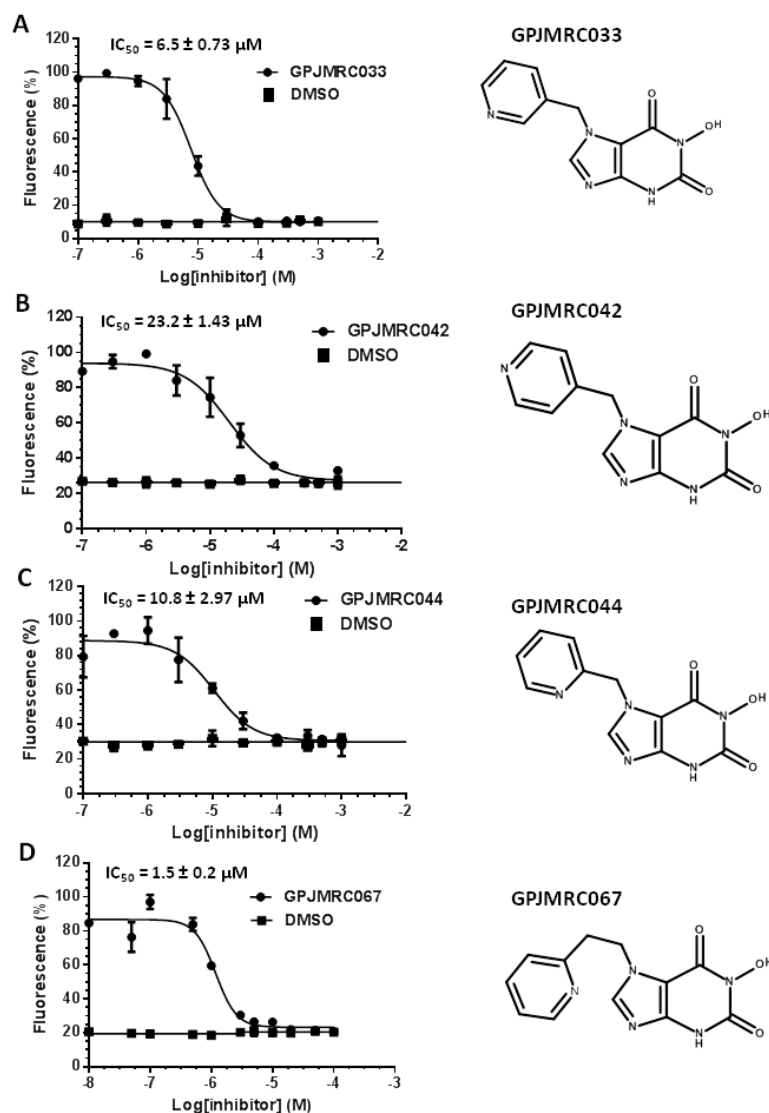 A
IC50 = 6.5 ± 0.73 µM
GPJMRC033
DMSO
Fluorescence (%)
120
100
80
60
40
20
0
-7 -6 -5 -4 -3 -2
Log[inhibitor] (M)
GPJMRC033
N
N
N
N
H
O
N
OH
O
B
IC50 = 23.2 ± 1.43 µM
GPJMRC042
DMSO
Fluorescence (%)
120
100
80
60
40
20
0
-7 -6 -5 -4 -3 -2
Log[inhibitor] (M)
GPJMRC042
N
N
N
N
H
O
N
OH
O
C
IC50 = 10.8 ± 2.97 µM
GPJMRC044
DMSO
Fluorescence (%)
120
100
80
60
40
20
0
-7 -6 -5 -4 -3 -2
Log[inhibitor] (M)
GPJMRC044
N
N
N
N
H
O
N
OH
O
D
IC50 = 1.5 ± 0.2 µM
GPJMRC067
DMSO
Fluorescence (%)
120
100
80
60
40
20
0
-8 -7 -6 -5 -4 -3
Log[inhibitor] (M)
GPJMRC067
N
N
N
N
H
O
N
OH
O